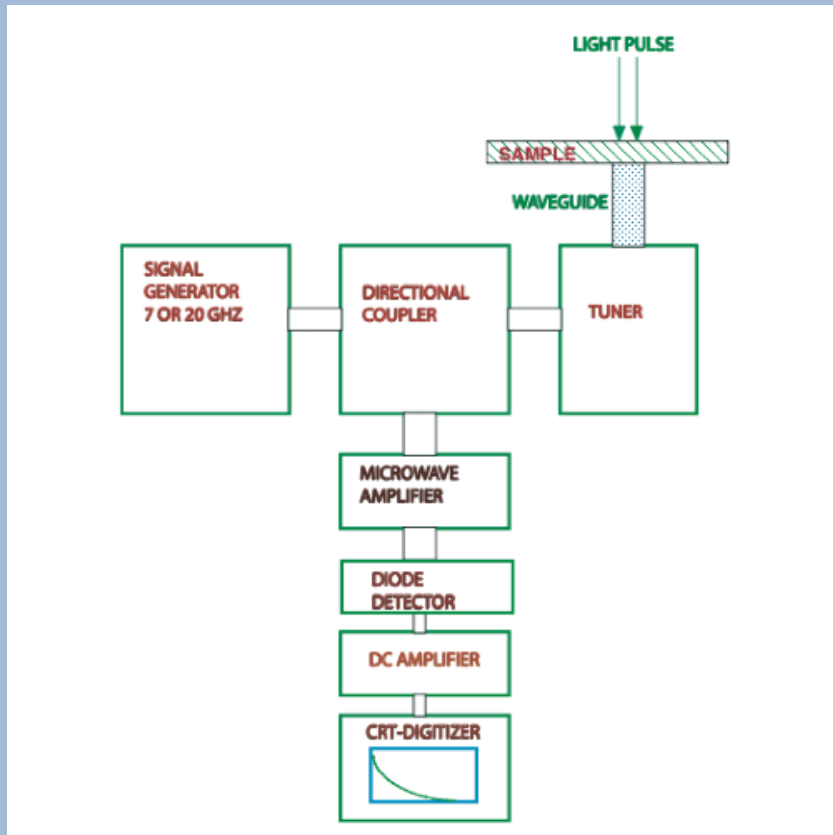 LIGHT PULSE
SAMPLE
WAVEGUIDE
SIGNAL
GENERATOR
7 OR 20 GHZ
DIRECTIONAL
COUPLER
TUNER
MICROWAVE
AMPLIFIER
DIODE
DETECTOR
DC AMPLIFIER
CRT-DIGITIZER